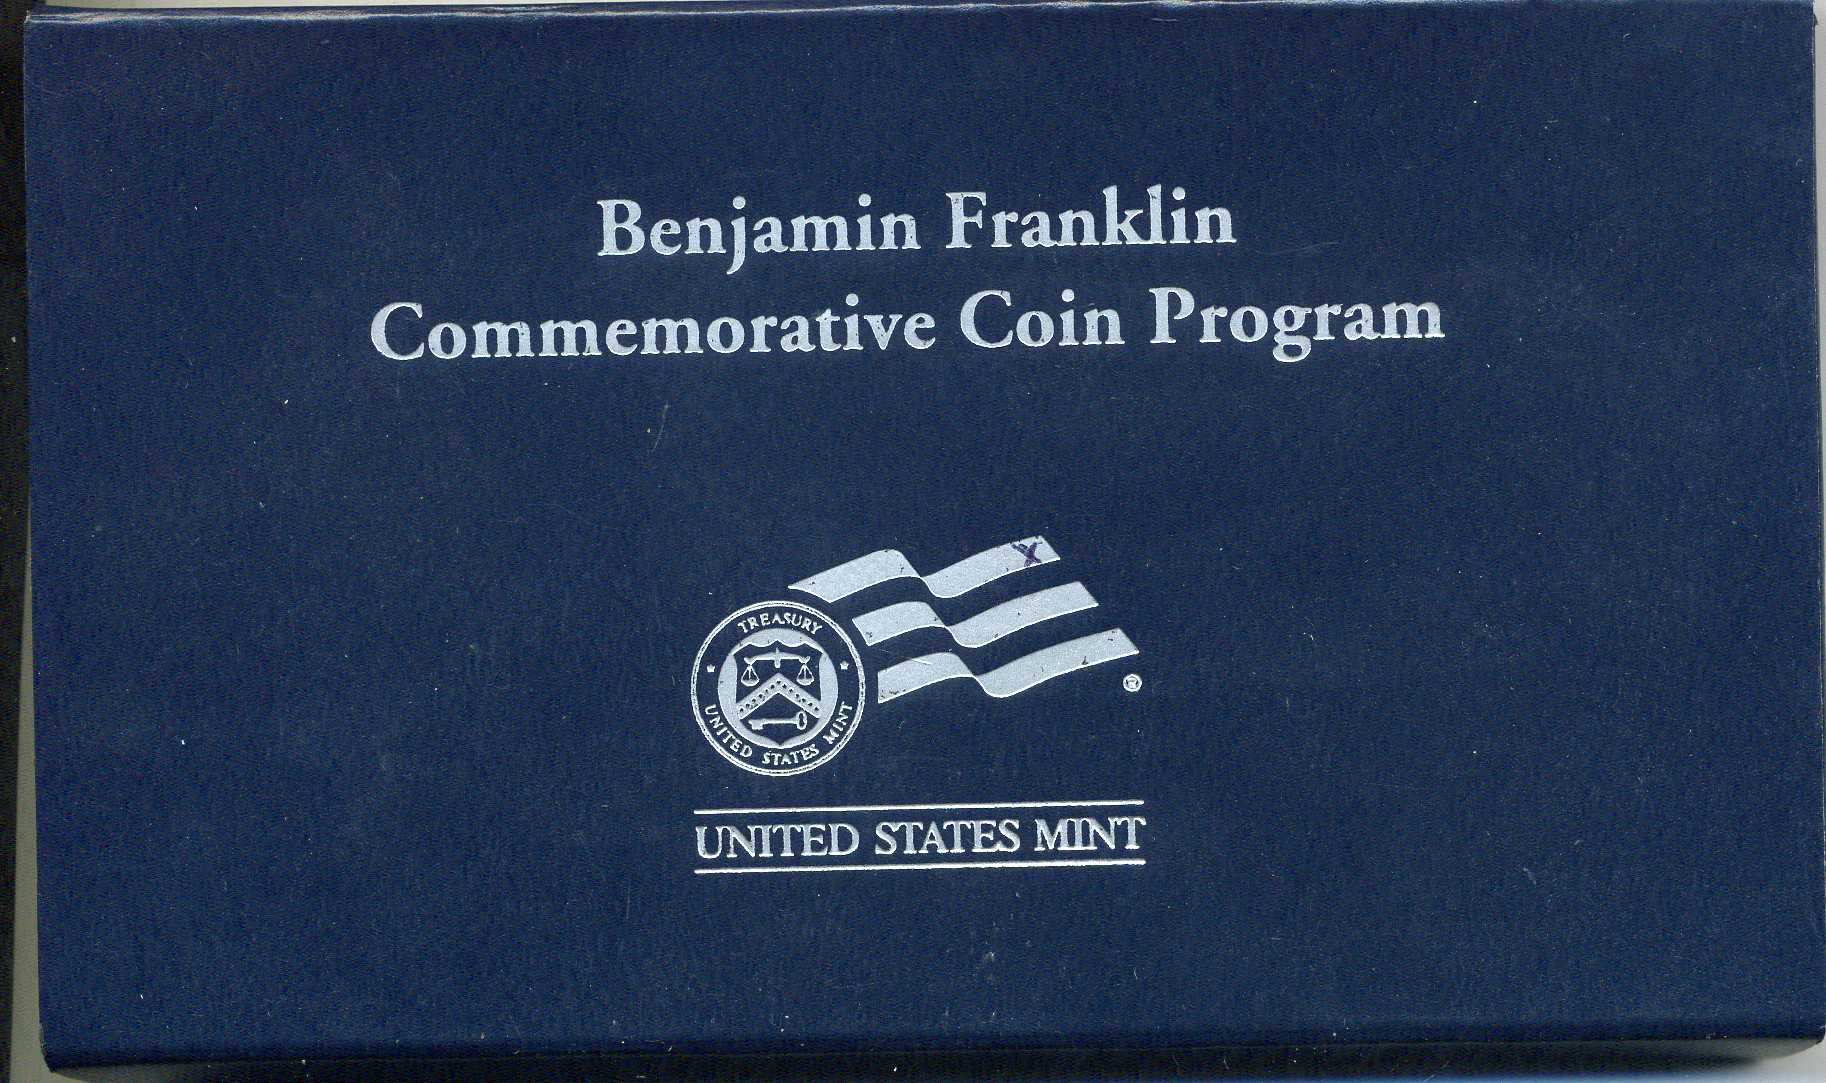 Benjamin Franklin
Commemorative Coin Program
TREASURY
UNITED STATES MINT
®
UNITED STATES MINT